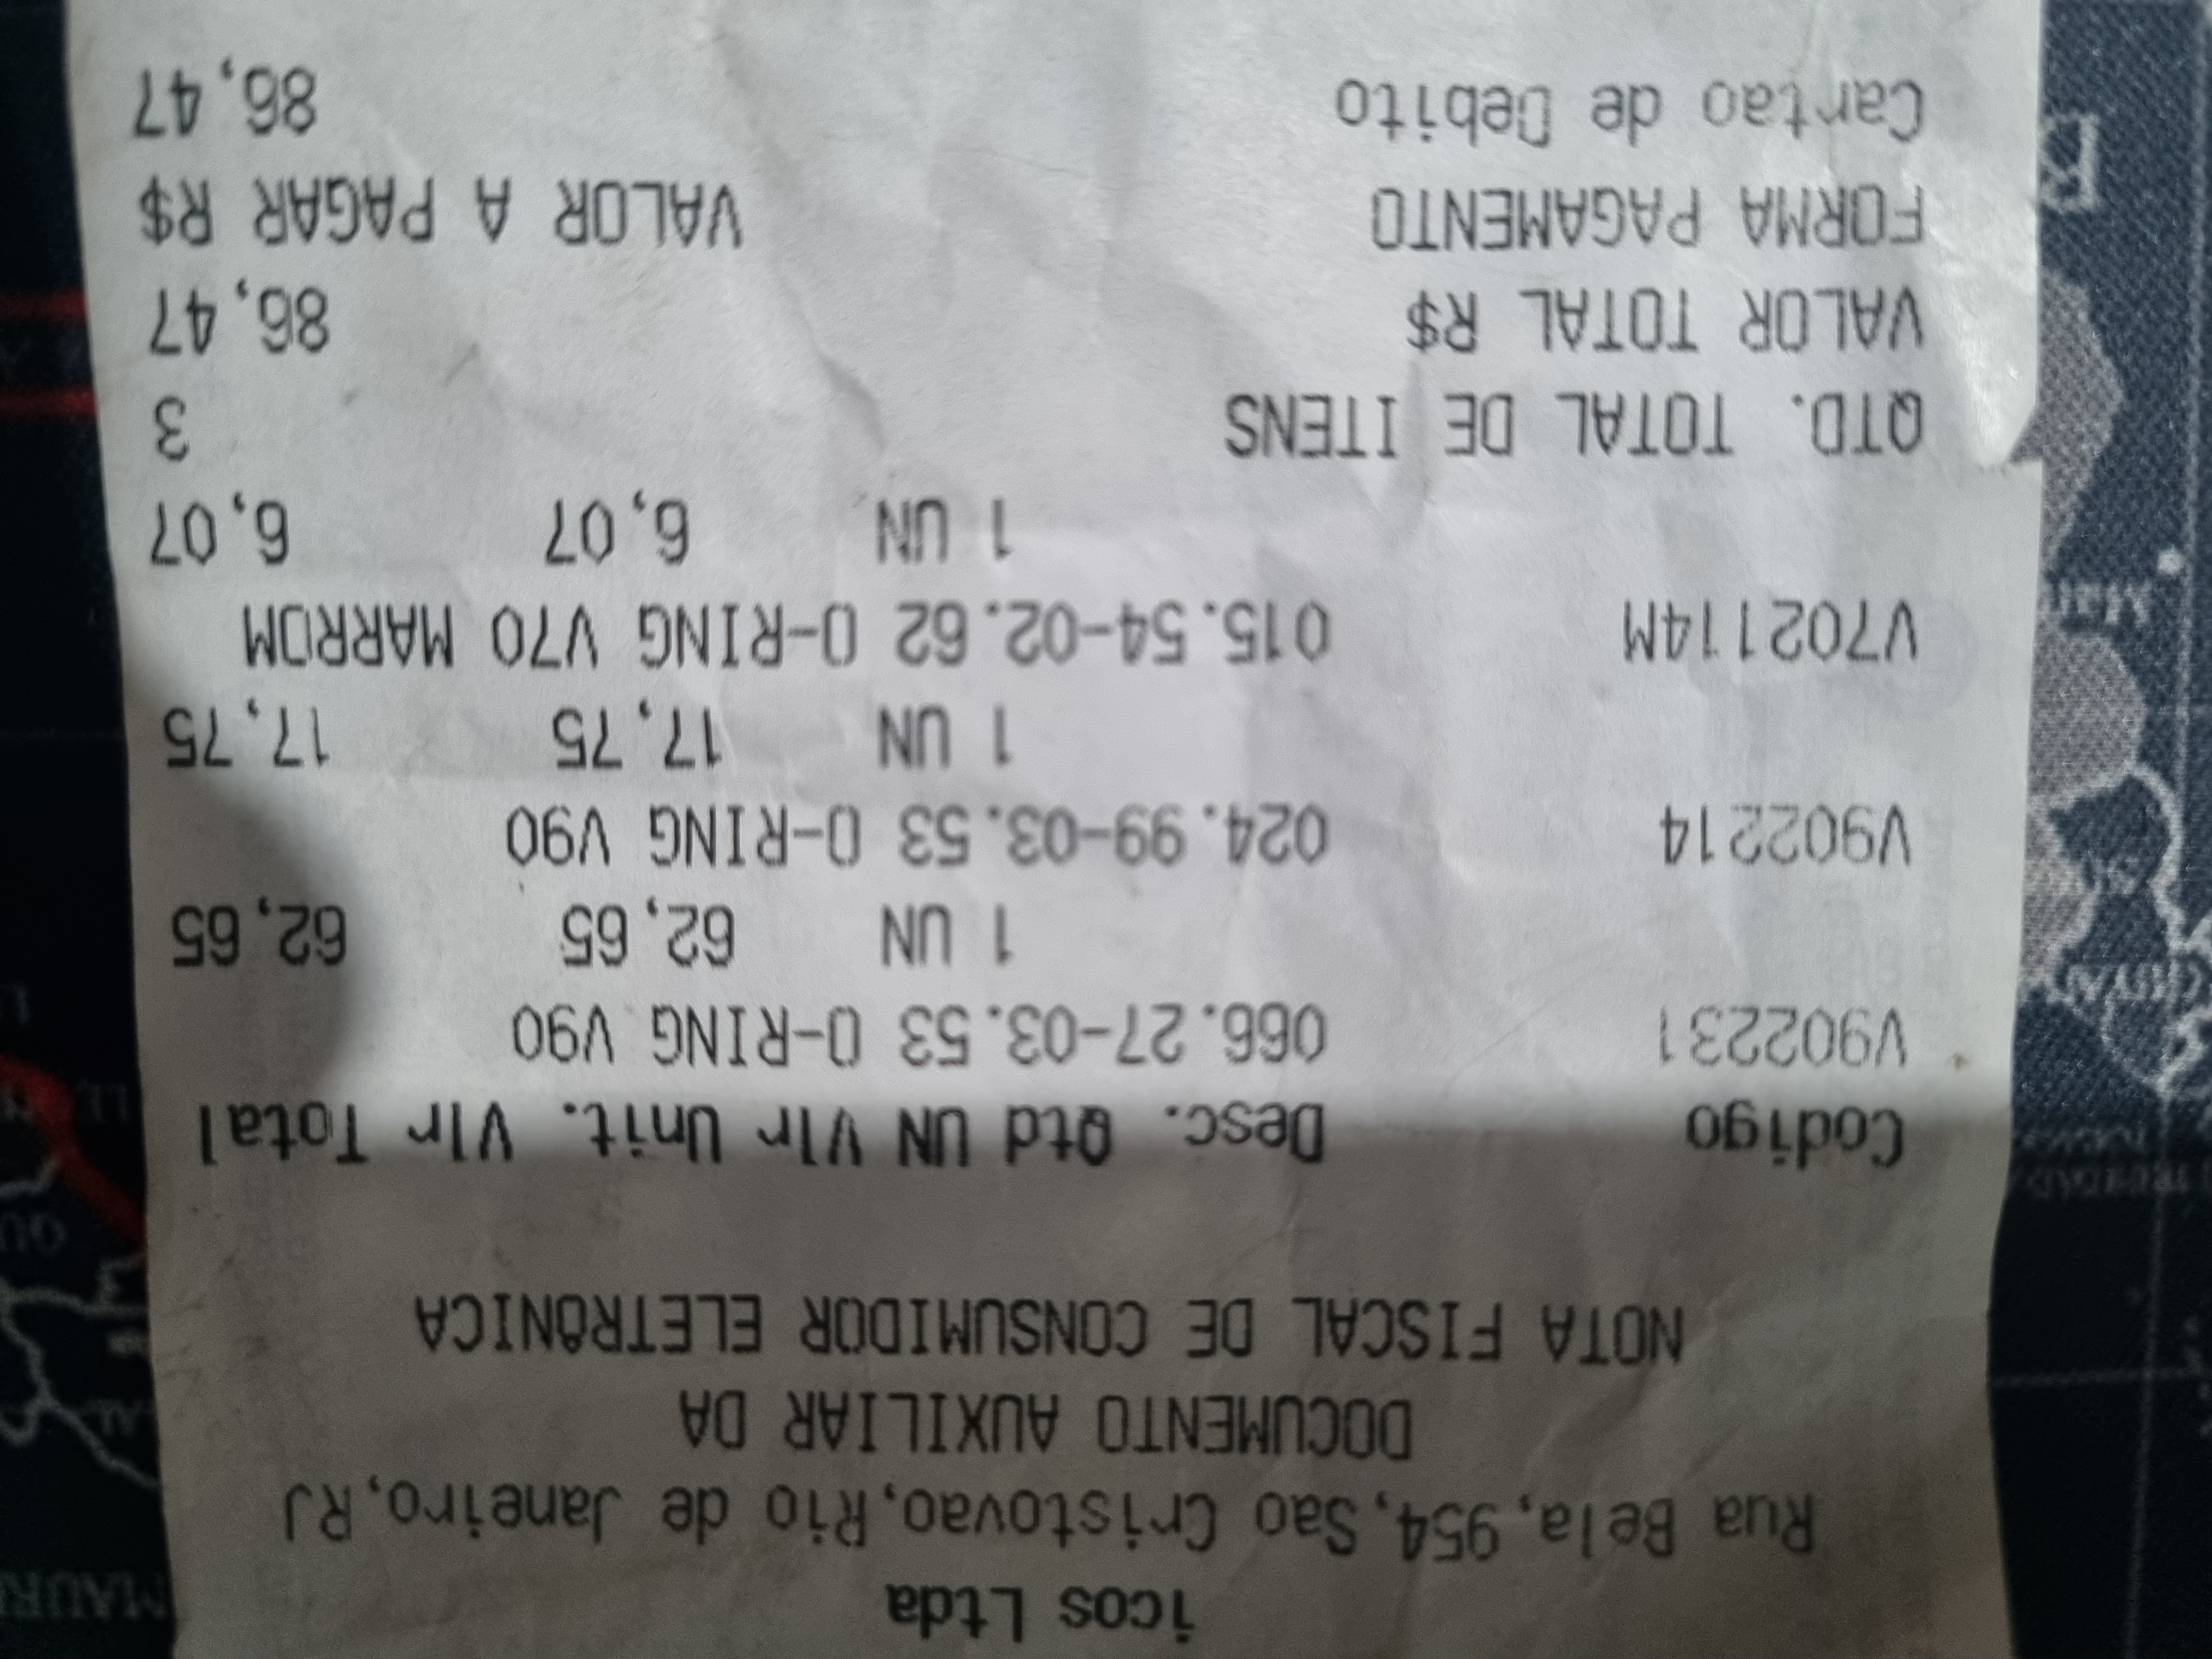 icos Ltda
Rua Bela,954,Sao Cristovao,Rio de Janeiro,RJ
DOCUMENTO AUXILIAR DA
NOTA FISCAL DE CONSUMIDOR ELETRÔNICA
Codigo Desc. Qtd UN Vlr Unit. Vlr Total
V902231 066.27-03.53 O-RING V90
1 UN 62,65 62,65
V902214 024.99-03.53 O-RING V90
1 UN 17,75 17,75
V702114M 015.54-02.62 O-RING V70 MARROM
1 UN 6,07 6,07
QTD. TOTAL DE ITENS 3
VALOR TOTAL R$ 86,47
FORMA PAGAMENTO VALOR A PAGAR R$
Cartao de Debito 86,47